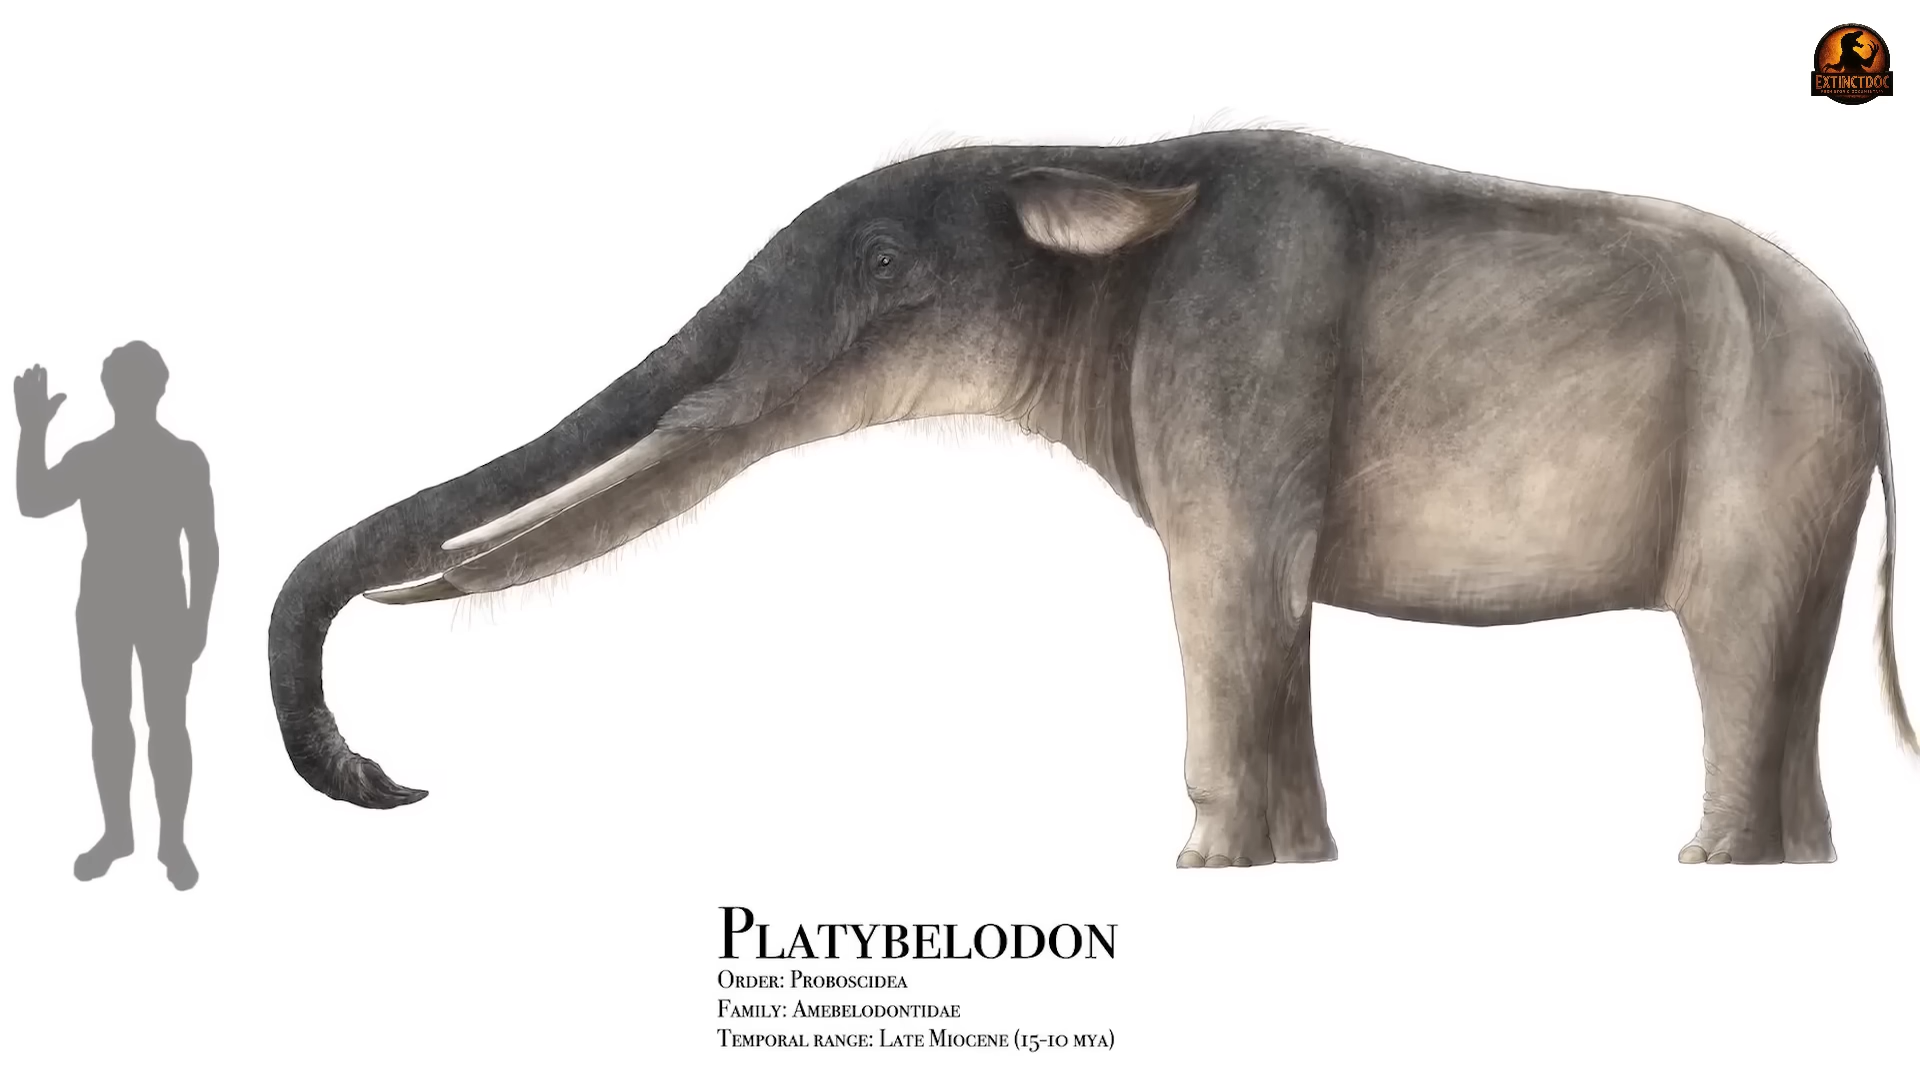 EXTINCTDOC
PLATYBELODON
ORDER: PROBOSCIDEA
FAMILY: AMEBELODONTIDAE
TEMPORAL RANGE: LATE MIOCENE (15-10 MYA)